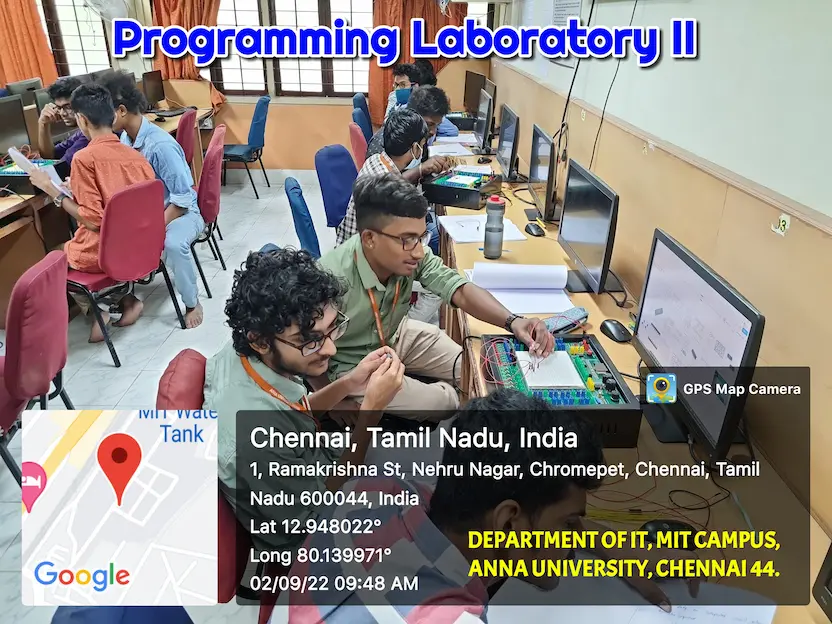 Programming Laboratory II
J3
GPS Map Camera
MIT Wate
Tank
Google
Chennai, Tamil Nadu, India
1, Ramakrishna St, Nehru Nagar, Chromepet, Chennai, Tamil
Nadu 600044, India
Lat 12.948022°
Long 80.139971°
02/09/22 09:48 AM
DEPARTMENT OF IT, MIT CAMPUS,
ANNA UNIVERSITY, CHENNAI 44.